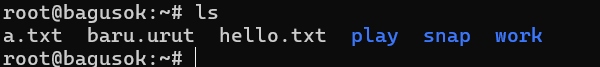 root@bagusok:~# ls
a.txt  baru.urut  hello.txt  play  snap  work
root@bagusok:~#